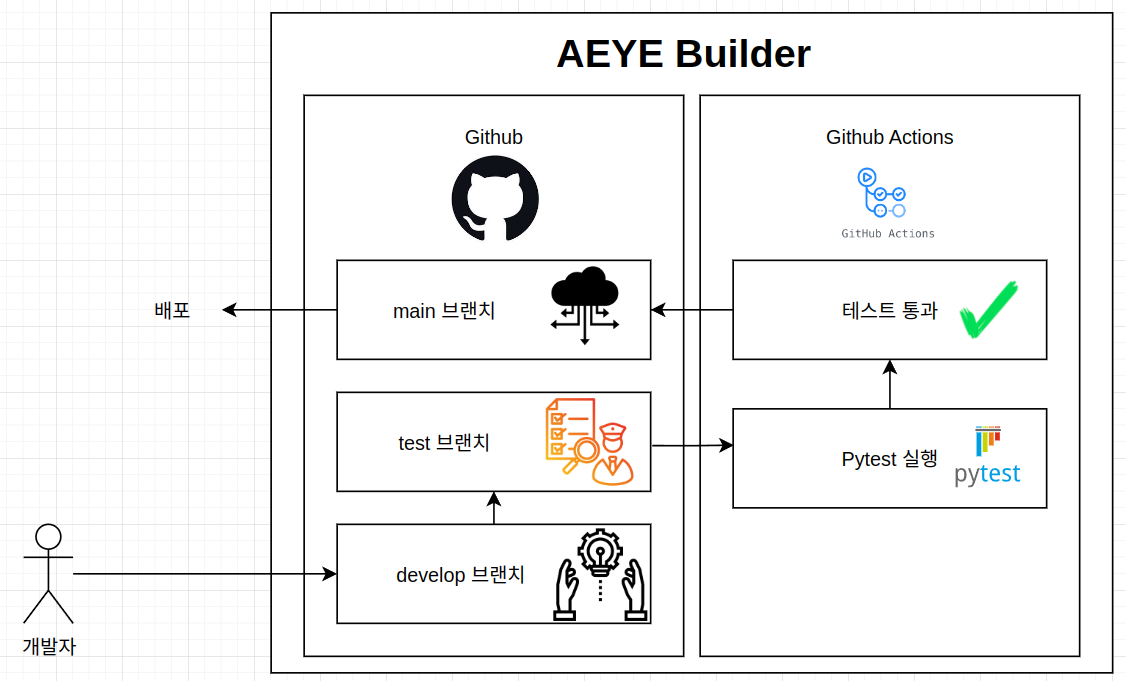 AEYE Builder
Github
Github Actions
GitHub Actions
배포
main 브랜치
테스트 통과
test 브랜치
Pytest 실행
pytest
develop 브랜치
개발자